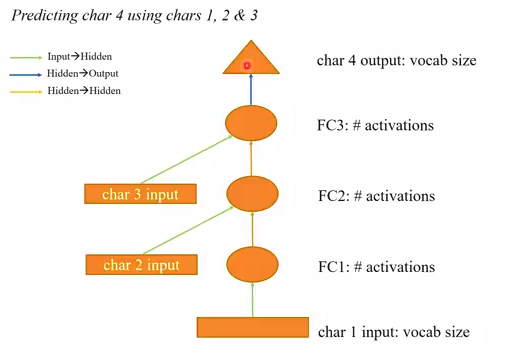 Predicting char 4 using chars 1, 2 & 3
Input→Hidden
Hidden→Output
Hidden→Hidden
char 4 output: vocab size
FC3: # activations
char 3 input
FC2: # activations
char 2 input
FC1: # activations
char 1 input: vocab size